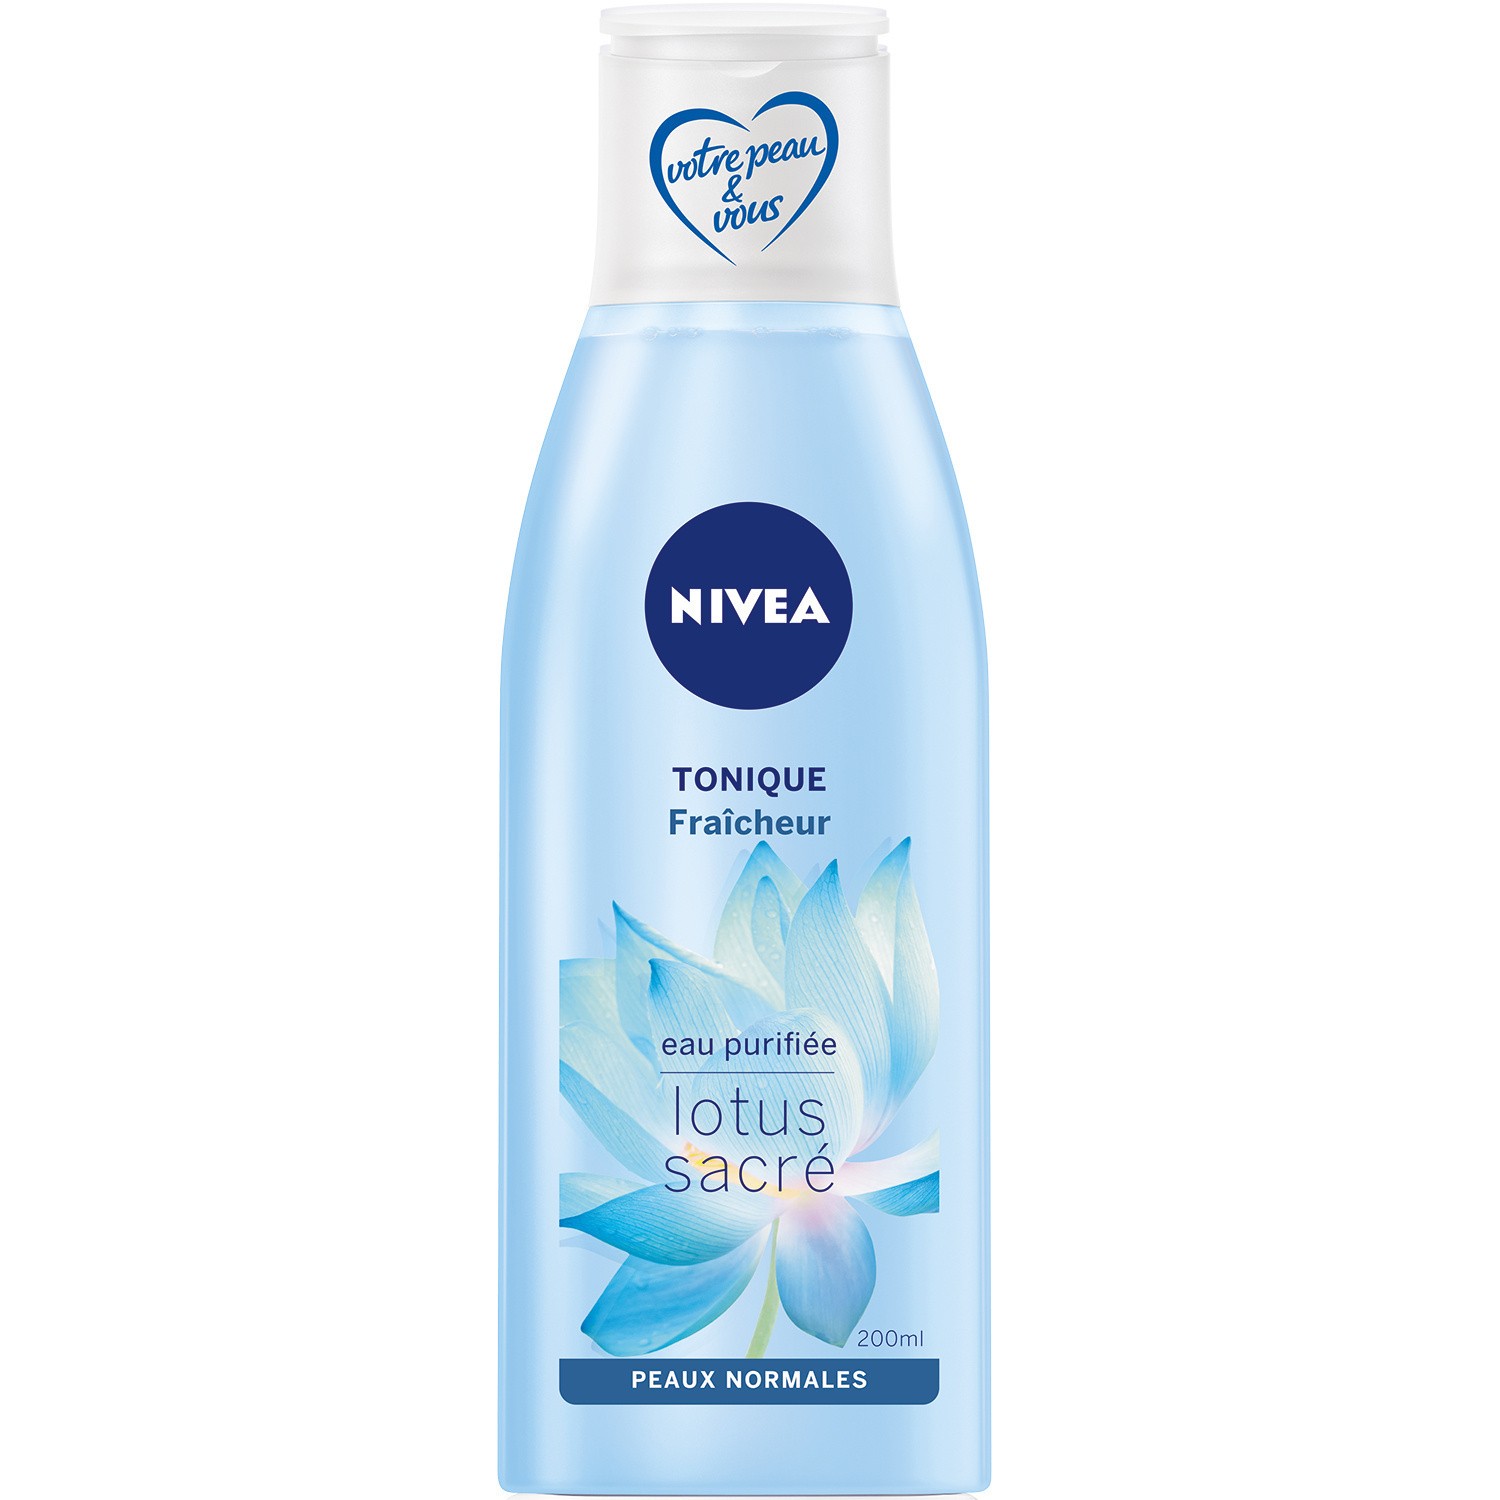 votre peau
&
vous
NIVEA
TONIQUE
Fraîcheur
eau purifiée
lotus
sacré
200ml
PEAUX NORMALES